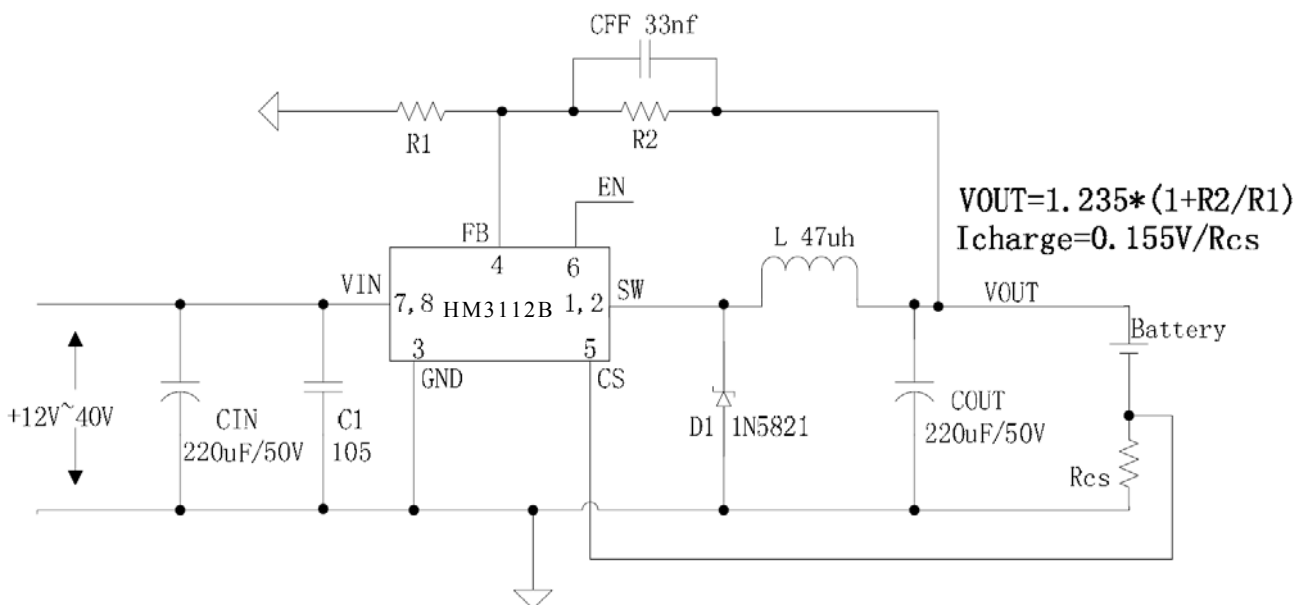 CFF 33nf
R1
R2
EN
VOUT=1.235*(1+R2/R1)
Icharge=0.155V/Rcs
FB
L 47uh
4
6
VIN
SW
VOUT
7,8
HM3112B
1,2
Battery
3
5
GND
CS
+12V~40V
CIN
220uF/50V
C1
105
D1 1N5821
COUT
220uF/50V
Rcs